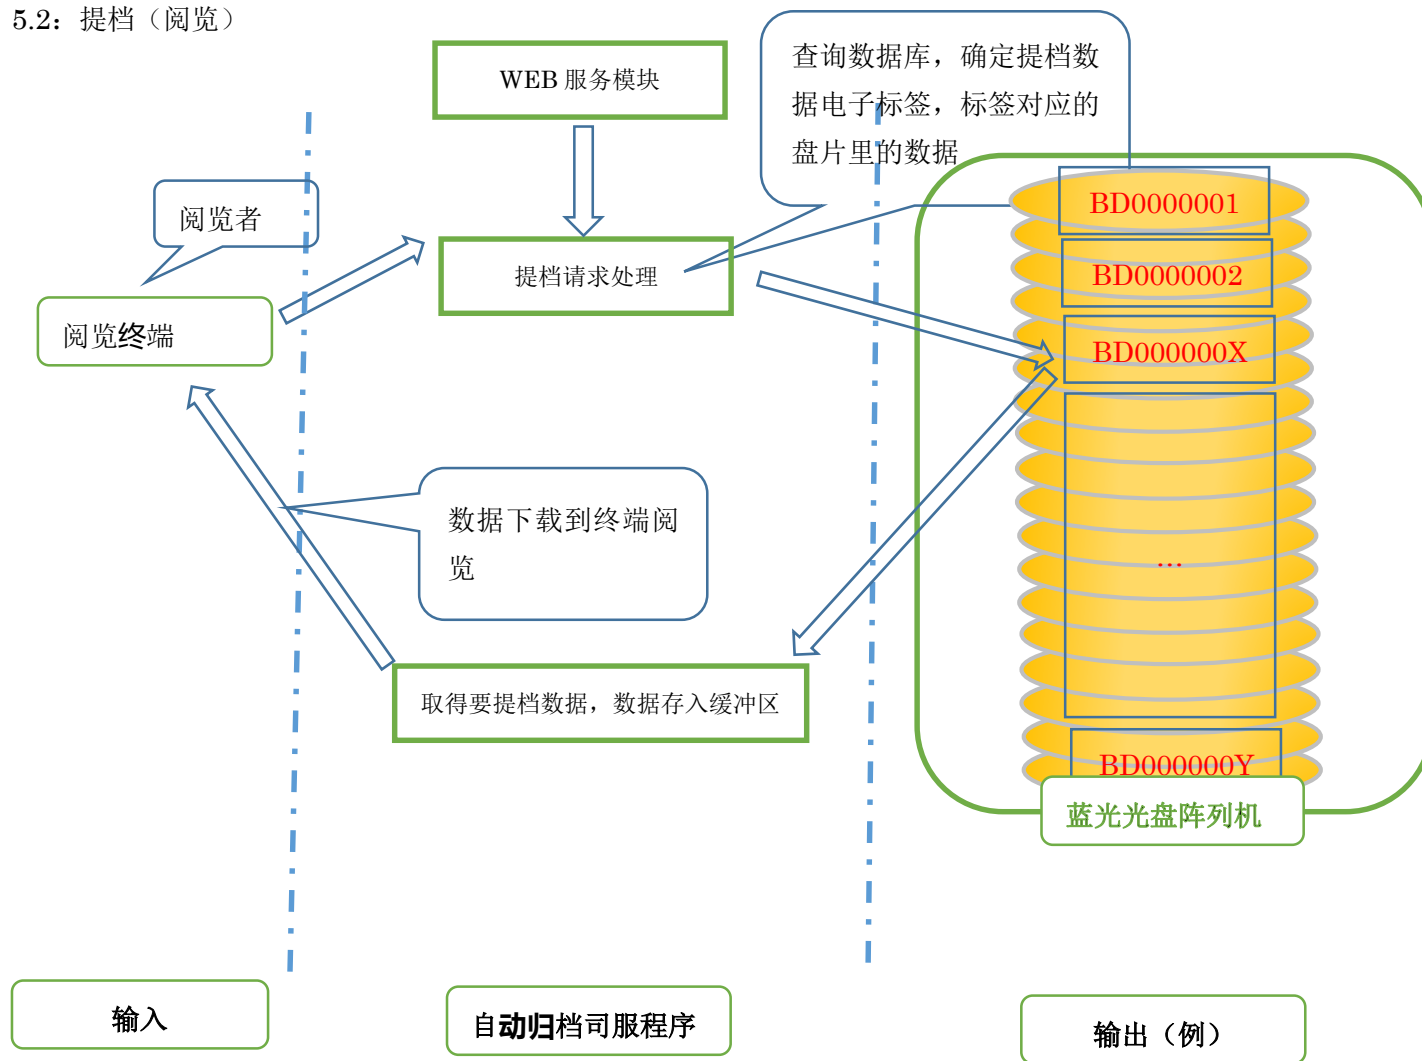 5.2：提档（阅览）
WEB 服务模块
查询数据库，确定提档数
据电子标签，标签对应的
盘片里的数据
阅览者
提档请求处理
阅览终端
BD0000001
BD0000002
BD000000X
...
BD000000Y
数据下载到终端阅
览
取得要提档数据，数据存入缓冲区
蓝光光盘阵列机
输入
自动归档司服程序
输出（例）